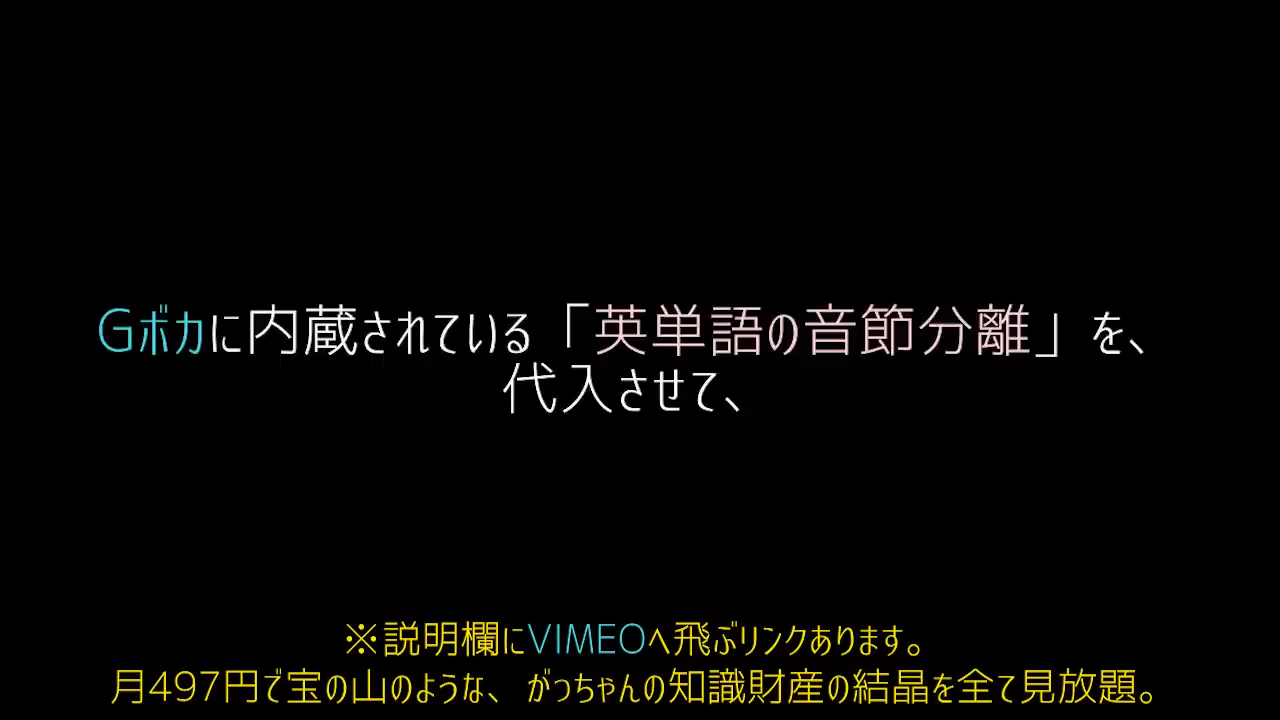 Gボカに内蔵されている「英単語の音節分離」を、
代入させて、
※説明欄にVIMEOへ飛ぶリンクあります。
月497円で宝の山のような、がつちゃんの知識財産の結晶を全て見放題。